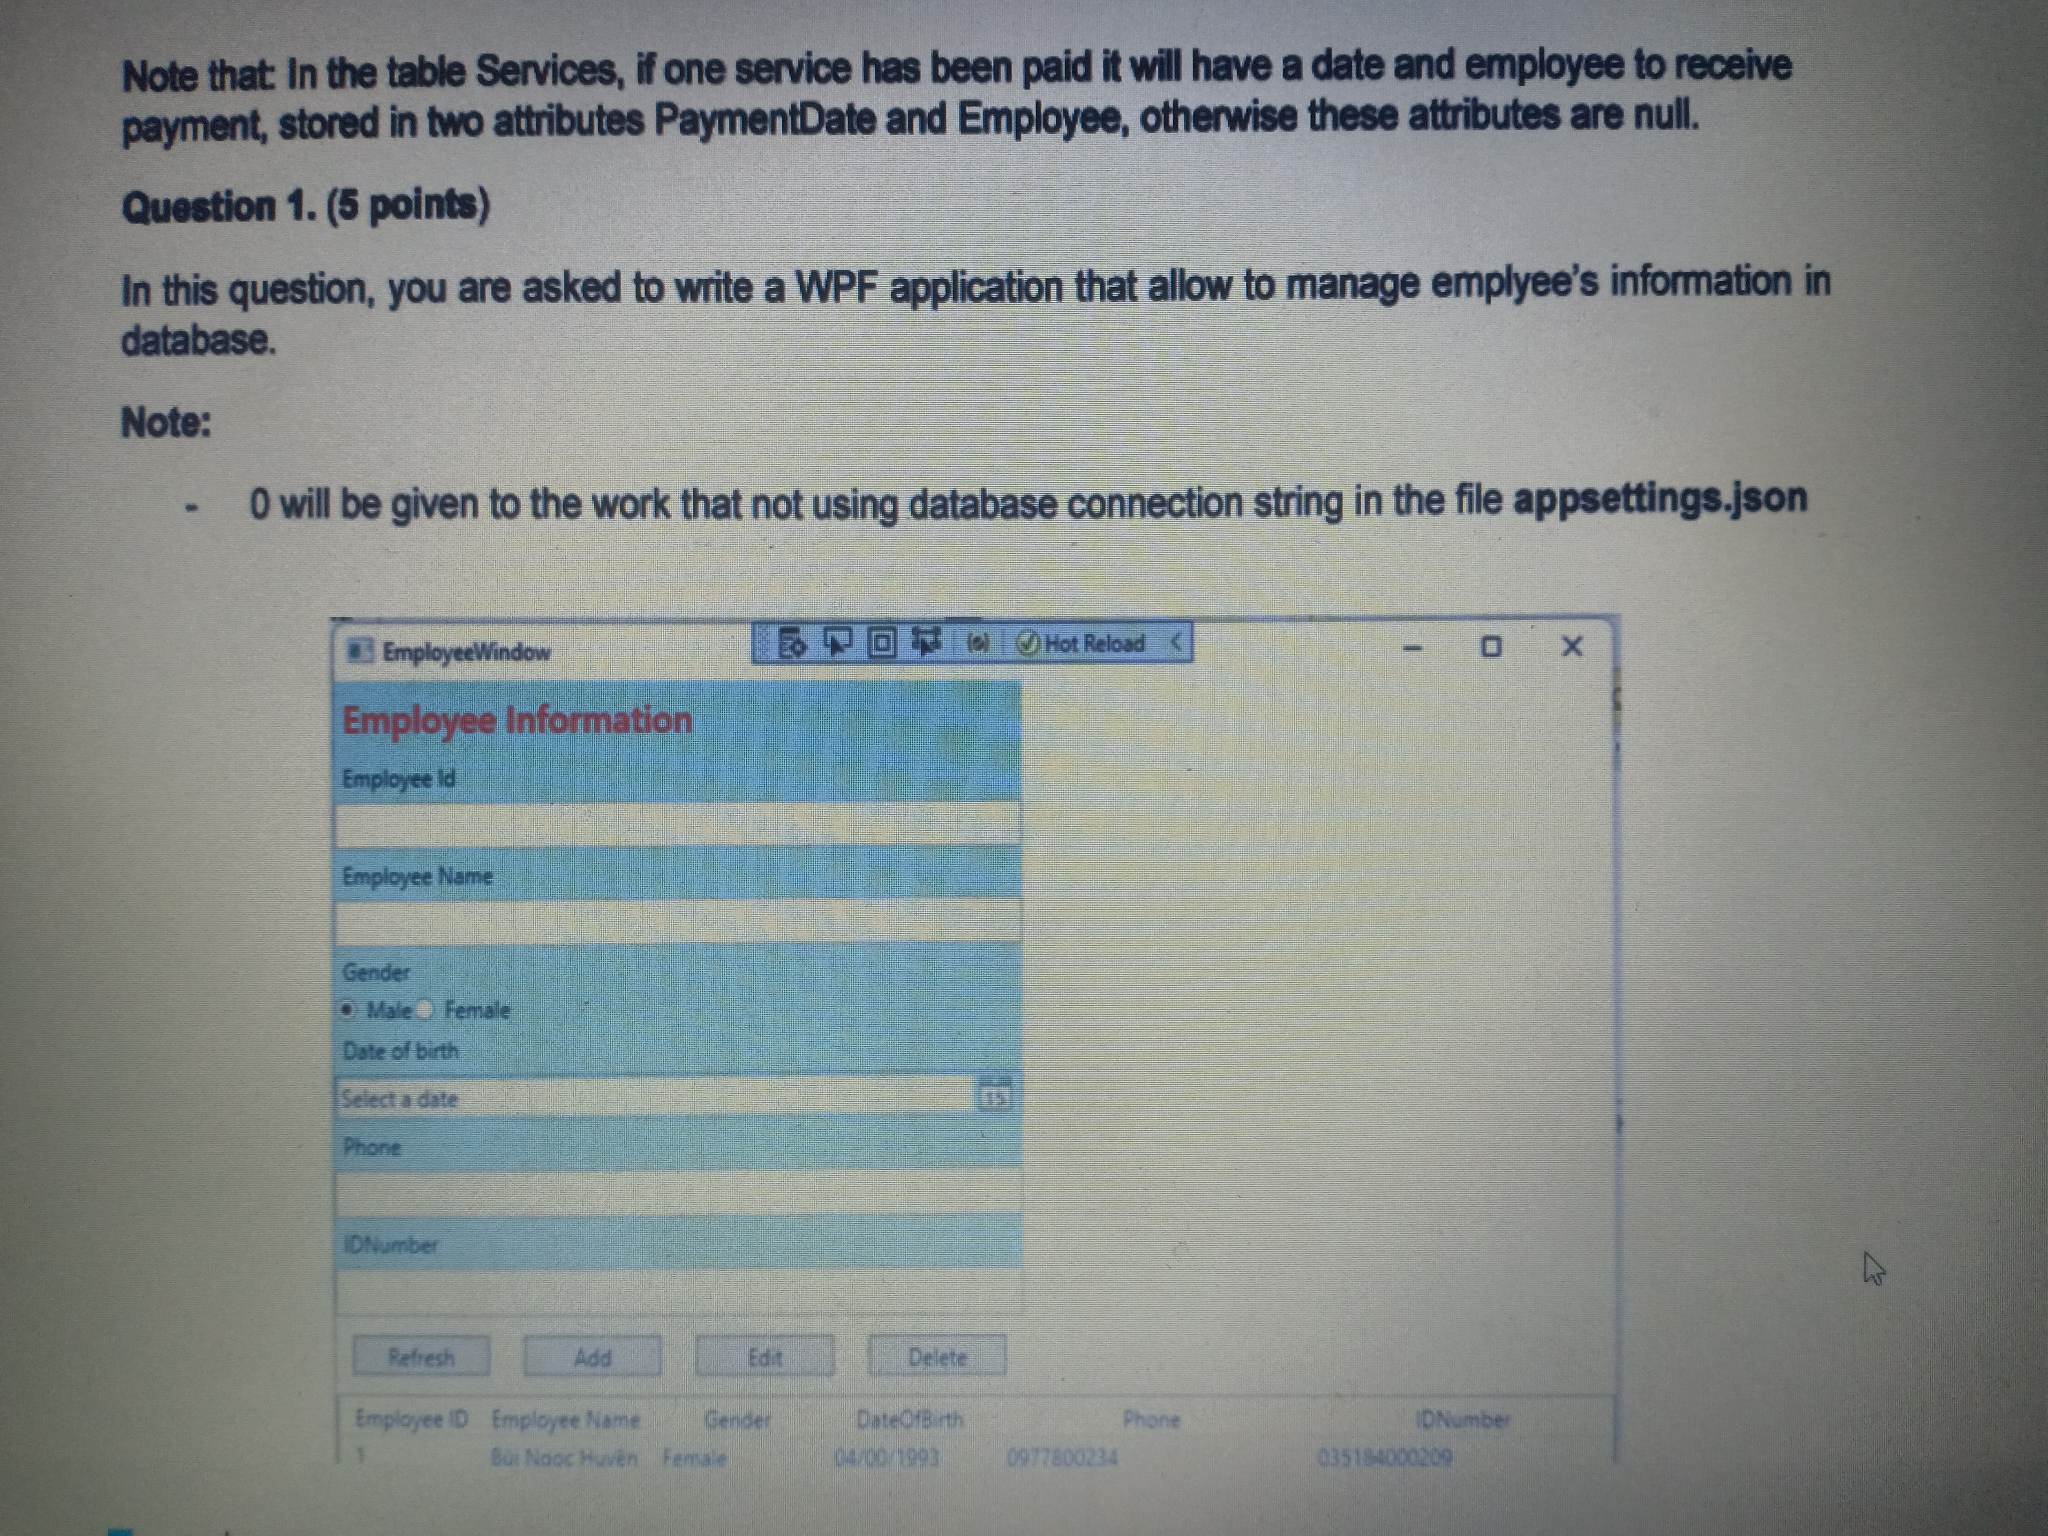 Note that: In the table Services, if one service has been paid it will have a date and employee to receive
payment, stored in two attributes PaymentDate and Employee, otherwise these attributes are null.
Question 1. (5 points)
In this question, you are asked to write a WPF application that allow to manage emplyee's information in
database.
Note:
- 0 will be given to the work that not using database connection string in the file appsettings.json
EmployeeWindow
Hot Reload
Employee Information
Employee Id
Employee Name
Gender
Male Female
Date of birth
Select a date 15
Phone
IDNumber
Refresh Add Edit Delete
Employee ID Employee Name Gender DateOfBirth Phone IDNumber
1 Bùi Ngọc Huyền Female 04/00/1993 0977800234 035184000209